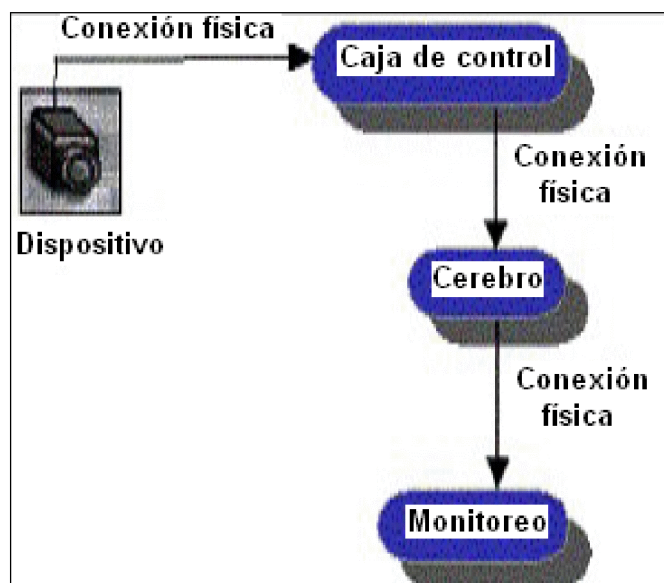 Conexión física
Caja de control
Conexión
física
Dispositivo
Cerebro
Conexión
física
Monitoreo